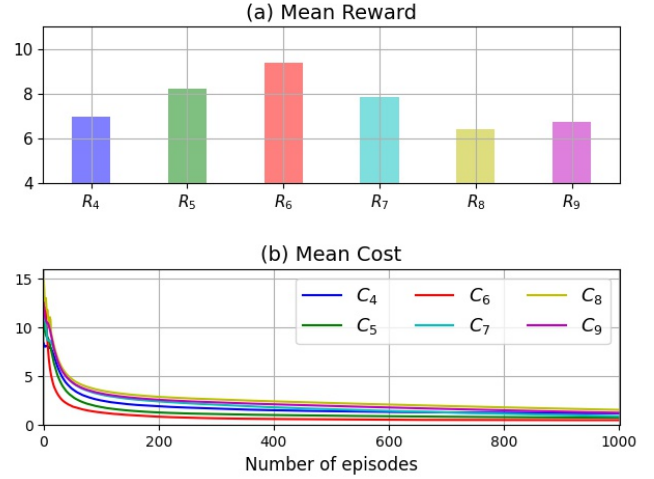 (a) Mean Reward
10
8
6
4
R₄ R₅ R₆ R₇ R₈ R₉
(b) Mean Cost
15
10
5
0
C₄ C₆ C₈
C₅ C₇ C₉
0 200 400 600 800 1000
Number of episodes